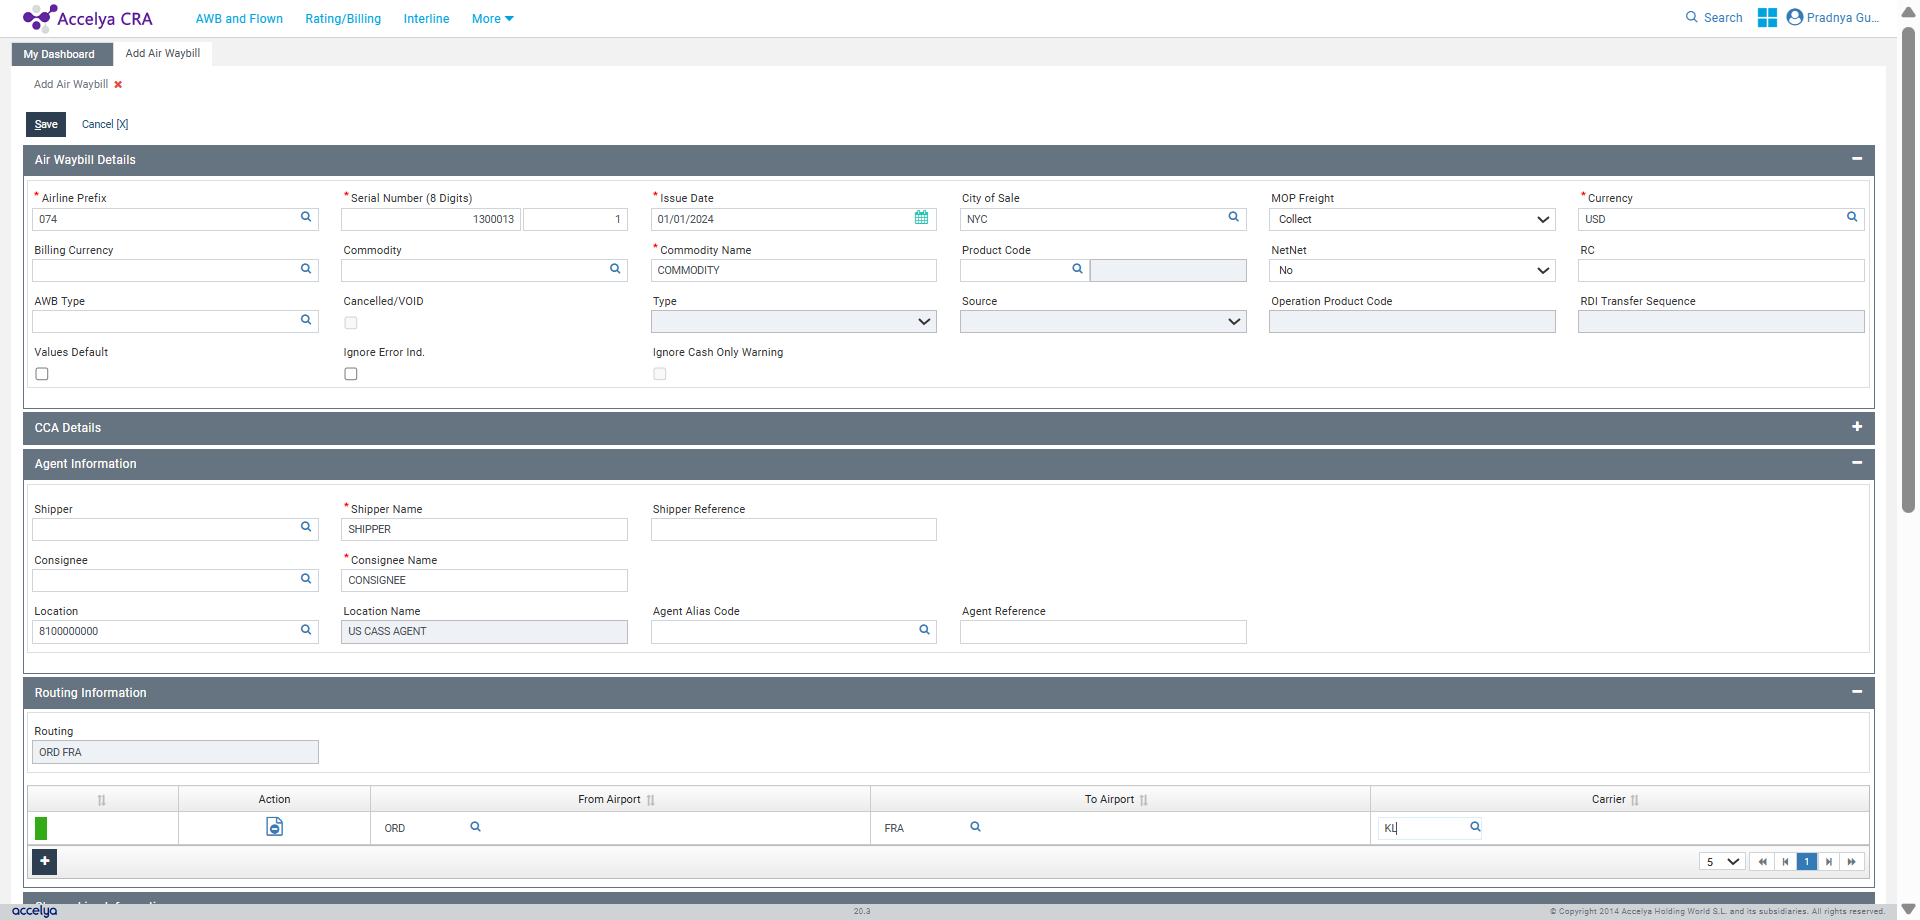 Accelya CRA
AWB and Flown Rating/Billing Interline More
Search Pradnya Gu...
My Dashboard Add Air Waybill
Add Air Waybill
Save Cancel [X]
Air Waybill Details
* Airline Prefix * Serial Number (8 Digits) * Issue Date City of Sale MOP Freight * Currency
074 1300013 1 01/01/2024 NYC Collect USD
Billing Currency Commodity * Commodity Name Product Code NetNet RC
COMMODITY No
AWB Type Cancelled/VOID Type Source Operation Product Code RDI Transfer Sequence
Values Default Ignore Error Ind. Ignore Cash Only Warning
CCA Details
Agent Information
Shipper * Shipper Name Shipper Reference
SHIPPER
Consignee * Consignee Name
CONSIGNEE
Location Location Name Agent Alias Code Agent Reference
8100000000 US CASS AGENT
Routing Information
Routing
ORD FRA
Action From Airport To Airport Carrier
ORD FRA KL
5 1
accelya 20.3 © Copyright 2014 Accelya Holding World S.L. and its subsidiaries. All rights reserved.